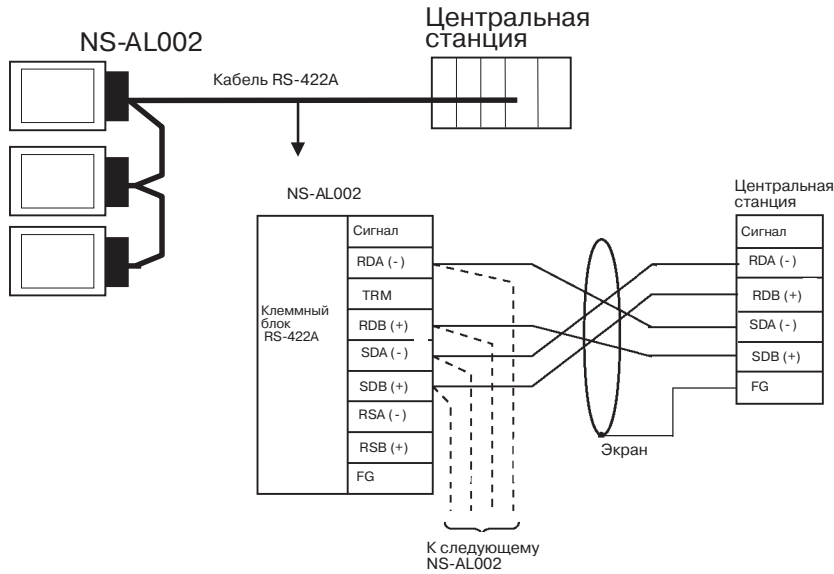 NS-AL002
Центральная
станция
Кабель RS-422A
NS-AL002
Клеммный
блок
RS-422A
Сигнал
RDA (-)
TRM
RDB (+)
SDA (-)
SDB (+)
RSA (-)
RSB (+)
FG
Центральная
станция
Сигнал
RDA (-)
RDB (+)
SDA (-)
SDB (+)
FG
Экран
К следующему
NS-AL002